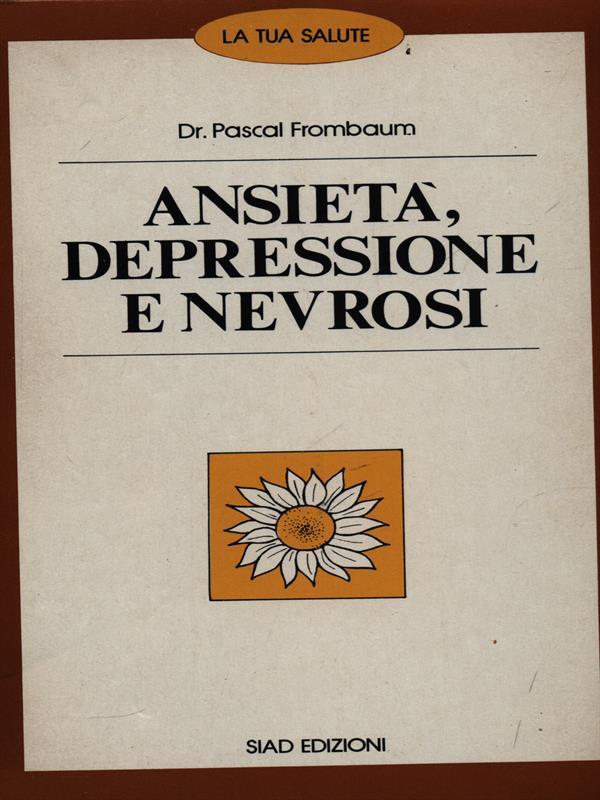 LA TUA SALUTE
Dr. Pascal Frombaum
ANSIETÀ,
DEPRESSIONE
E NEVROSI
SIAD EDIZIONI